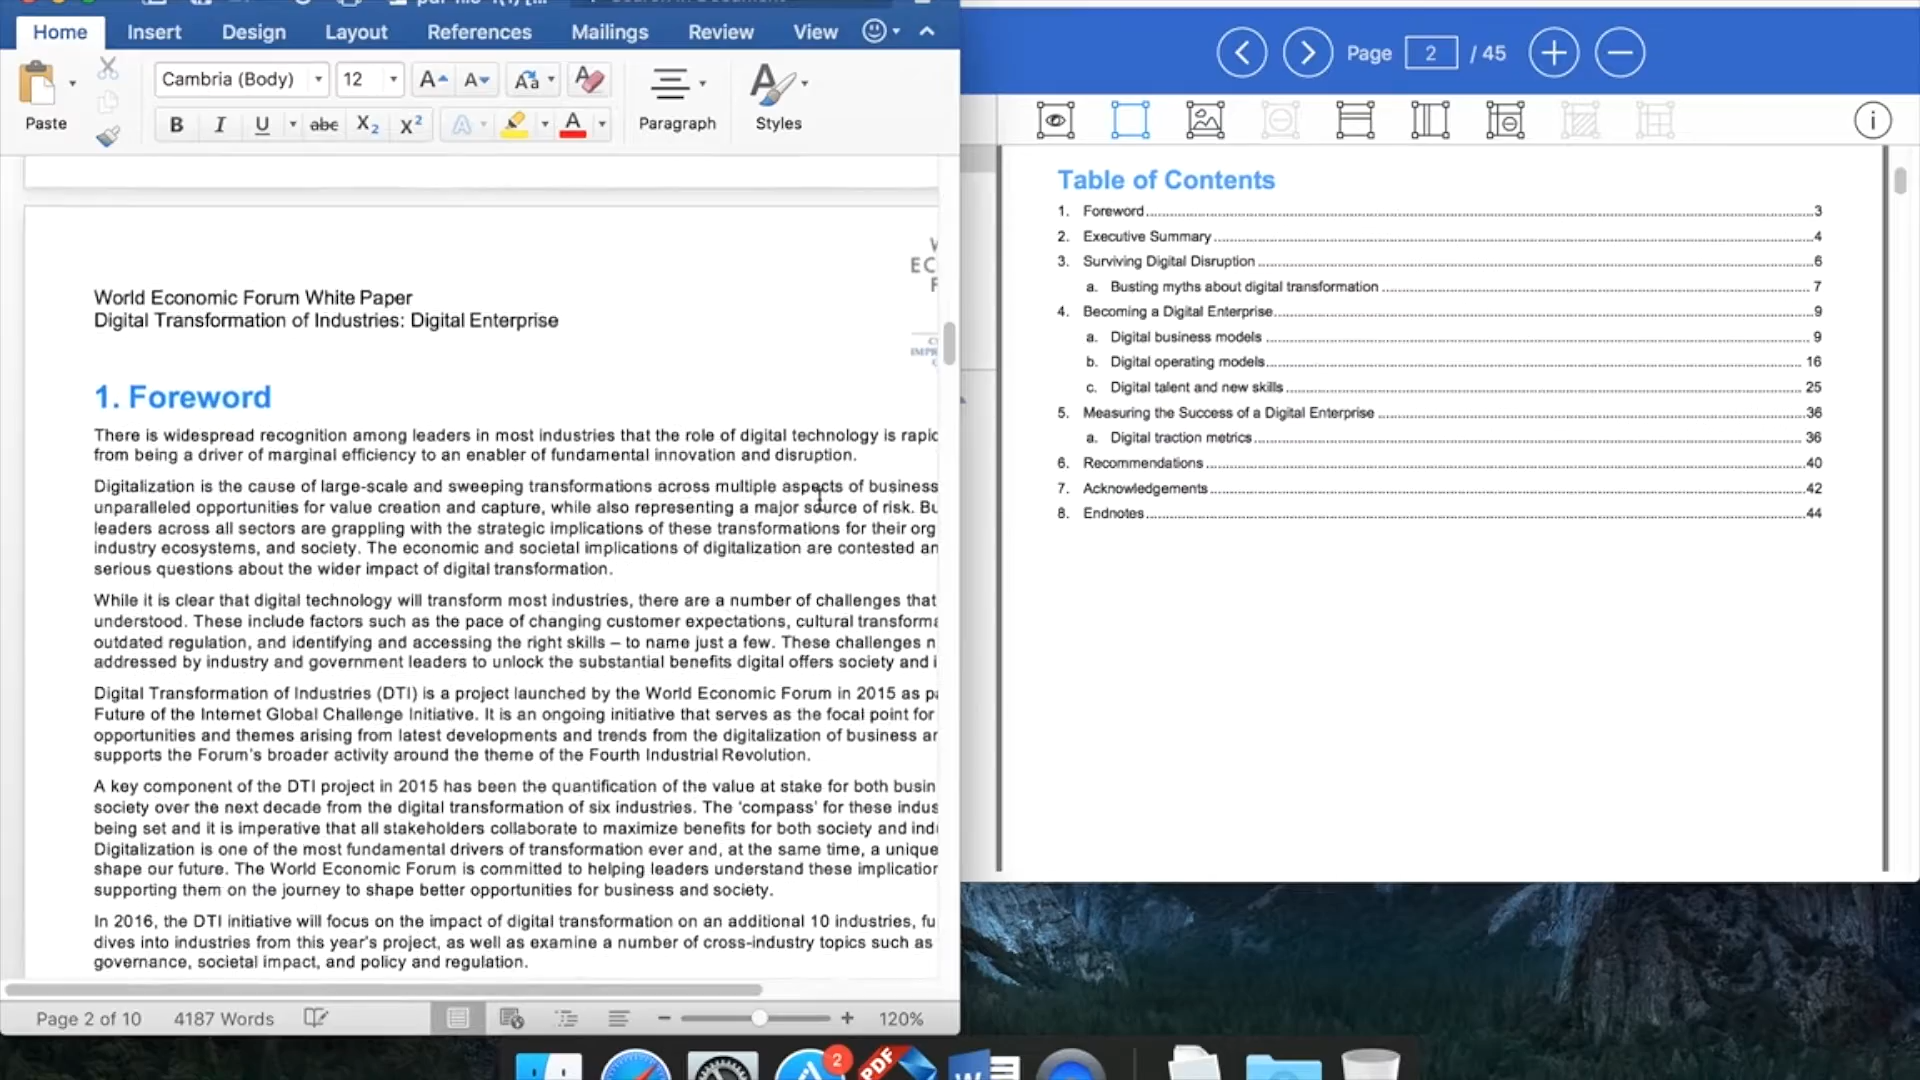 Home Insert Design Layout References Mailings Review View
Cambria (Body) 12
Paste Paragraph Styles
World Economic Forum White Paper
Digital Transformation of Industries: Digital Enterprise
1. Foreword
There is widespread recognition among leaders in most industries that the role of digital technology is
from being a driver of marginal efficiency to an enabler of fundamental innovation and disruption.
Digitalization is the cause of large-scale and sweeping transformations across multiple aspects of business
unparalleled opportunities for value creation and capture, while also representing a major source of risk.
leaders across all sectors are grappling with the strategic implications of these transformations for their
industry ecosystems, and society. The economic and societal implications of digitalization are contested
serious questions about the wider impact of digital transformation.
While it is clear that digital technology will transform most industries, there are a number of challenges that
understood. These include factors such as the pace of changing customer expectations, cultural
outdated regulation, and identifying and accessing the right skills – to name just a few. These challenges
addressed by industry and government leaders to unlock the substantial benefits digital offers society and
Digital Transformation of Industries (DTI) is a project launched by the World Economic Forum in 2015 as
Future of the Internet Global Challenge Initiative. It is an ongoing initiative that serves as the focal point for
opportunities and themes arising from latest developments and trends from the digitalization of business
supports the Forum's broader activity around the theme of the Fourth Industrial Revolution.
A key component of the DTI project in 2015 has been the quantification of the value at stake for both
society over the next decade from the digital transformation of six industries. The 'compass' for these
being set and it is imperative that all stakeholders collaborate to maximize benefits for both society and
Digitalization is one of the most fundamental drivers of transformation ever and, at the same time, a unique
shape our future. The World Economic Forum is committed to helping leaders understand these
supporting them on the journey to shape better opportunities for business and society.
In 2016, the DTI initiative will focus on the impact of digital transformation on an additional 10 industries,
dives into industries from this year's project, as well as examine a number of cross-industry topics such as
governance, societal impact, and policy and regulation.
Page 2 of 10 4187 Words 120%
Page 2 / 45
Table of Contents
1. Foreword 3
2. Executive Summary 4
3. Surviving Digital Disruption 6
a. Busting myths about digital transformation 7
4. Becoming a Digital Enterprise 9
a. Digital business models 9
b. Digital operating models 16
c. Digital talent and new skills 25
5. Measuring the Success of a Digital Enterprise 36
a. Digital traction metrics 36
6. Recommendations 40
7. Acknowledgements 42
8. Endnotes 44
2
PDF